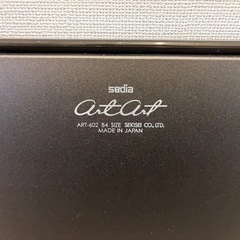 sedia
ArtArt
ART-602 B4 SIZE SEKISEI CO., LTD.
MADE IN JAPAN